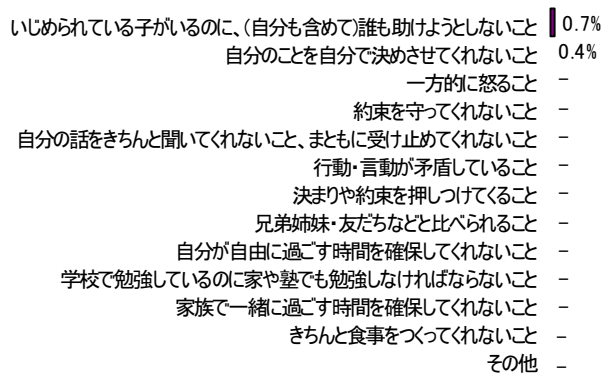 いじめられている子がいるのに、(自分も含めて)誰も助けようとしないこと 0.7%
自分のことを自分で決めさせてくれないこと 0.4%
一方的に怒ること -
約束を守ってくれないこと -
自分の話をきちんと聞いてくれないこと、まともに受け止めてくれないこと -
行動・言動が矛盾していること -
決まりや約束を押しつけてくること -
兄弟姉妹・友だちなどと比べられること -
自分が自由に過ごす時間を確保してくれないこと -
学校で勉強しているのに家や塾でも勉強しなければならないこと -
家族で一緒に過ごす時間を確保してくれないこと -
きちんと食事をつくってくれないこと -
その他 -